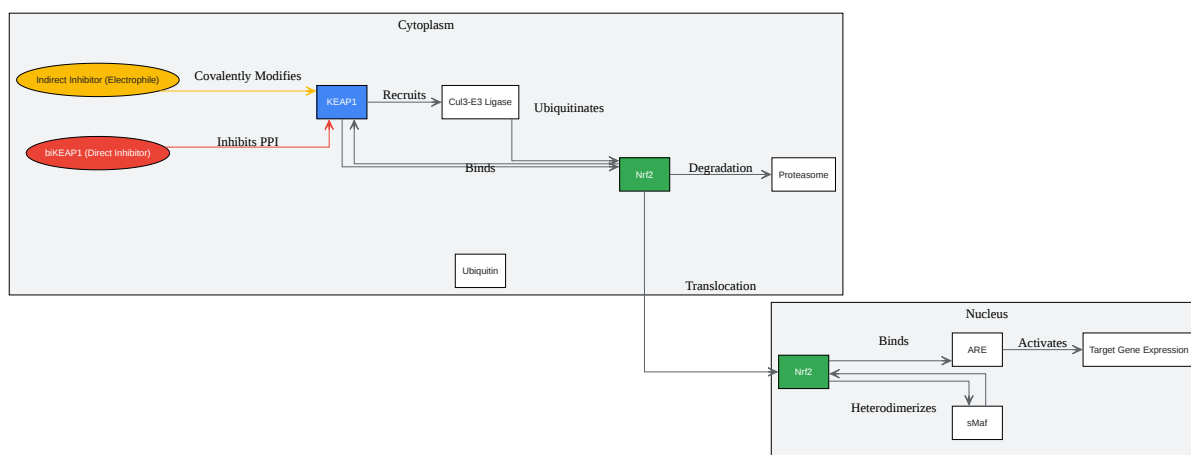 Cytoplasm
Indirect Inhibitor (Electrophile)
Covalently Modifies
KEAP1
Recruits
Cul3-E3 Ligase
Ubiquitinates
biKEAP1 (Direct Inhibitor)
Inhibits PPI
Binds
Nrf2
Degradation
Proteasome
Ubiquitin
Translocation
Nucleus
Nrf2
Binds
ARE
Activates
Target Gene Expression
Heterodimerizes
sMaf